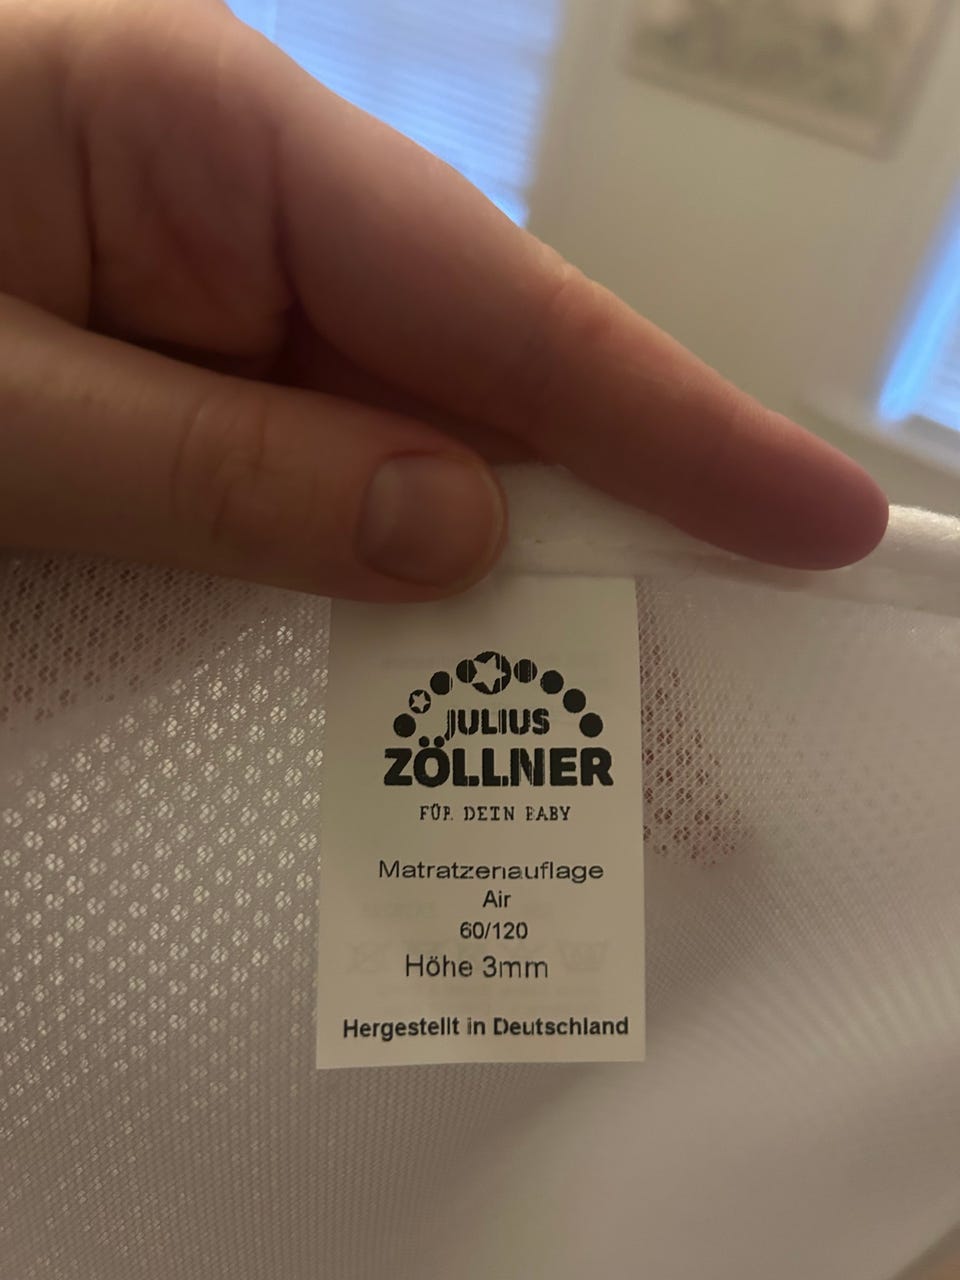 JULIUS
ZÖLLNER
FÜR DEIN BABY
Matratzenauflage
Air
60/120
Höhe 3mm
Hergestellt in Deutschland